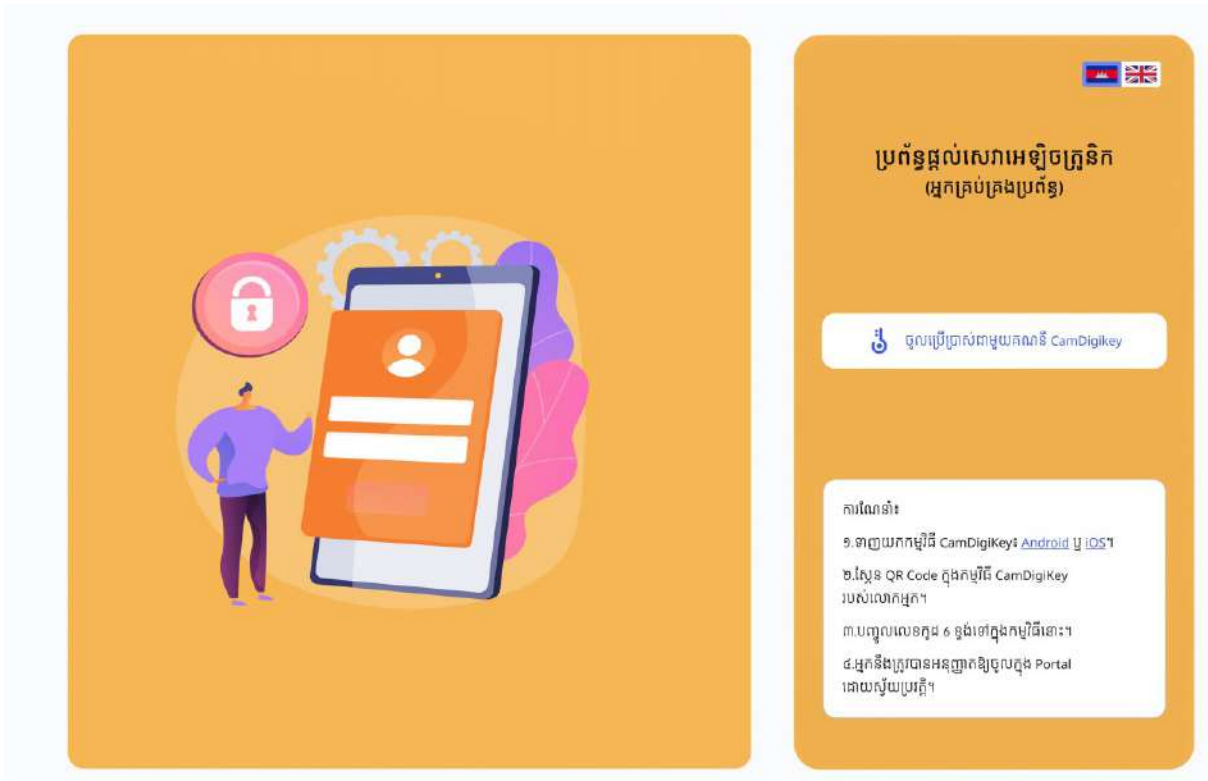 ប្រព័ន្ធផ្តល់សេវាអេឡិចត្រូនិក
(អ្នកគ្រប់គ្រងប្រព័ន្ធ)
ចូលប្រើប្រាស់ជាមួយគណនី CamDigikey
ការណែនាំ៖
១.ទាញយកកម្មវិធី CamDigiKey៖ Android ឬ iOS។
២.ស្កែន QR Code ក្នុងកម្មវិធី CamDigiKey
របស់លោកអ្នក។
៣.បញ្ចូលលេខកូដ 6 ខ្ទង់ទៅក្នុងកម្មវិធីនោះ។
៤.អ្នកនឹងត្រូវបានអនុញ្ញាតឱ្យចូលក្នុង Portal
ដោយស្វ័យប្រវត្តិ។